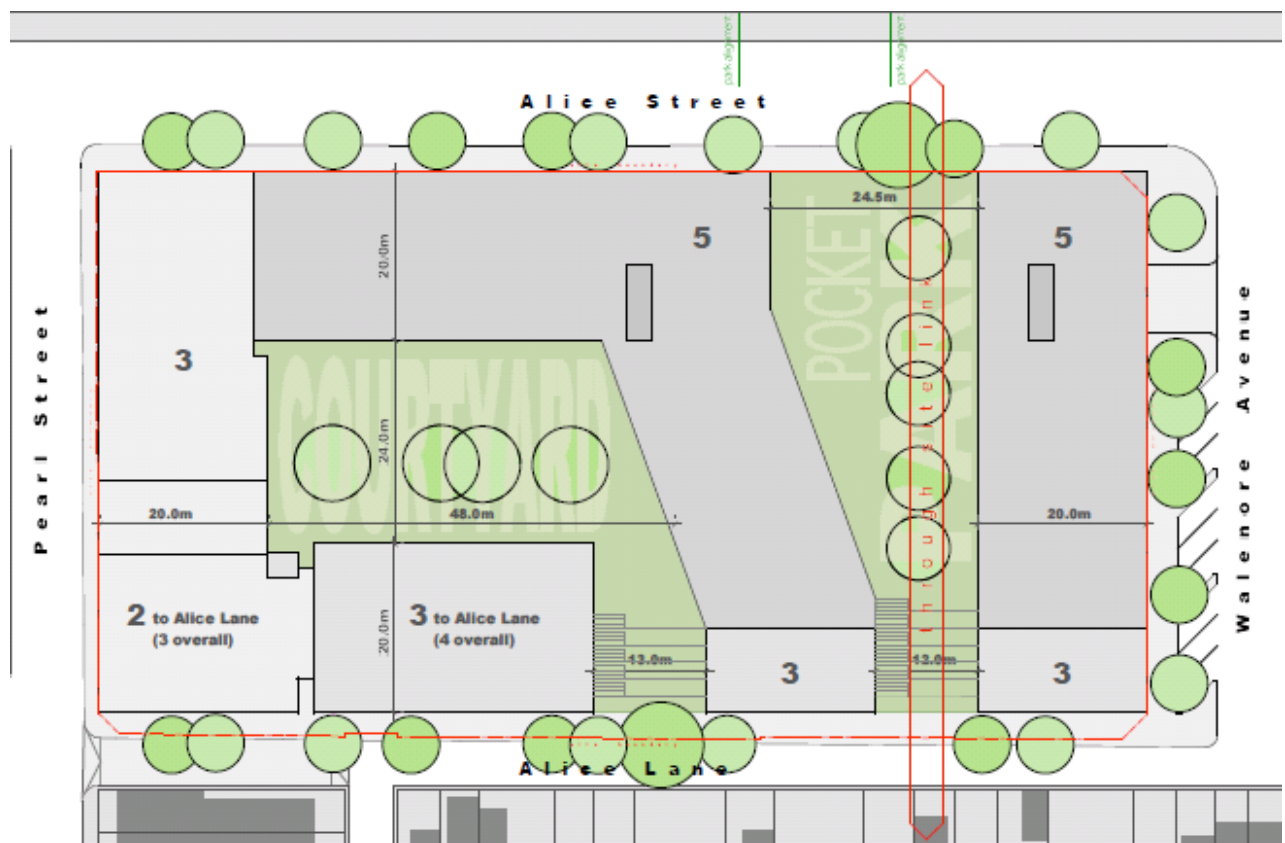 park alignment
park alignment
Alice Street
24.5m
5
5
20.0m
POCKET
PARK
through site link
3
Pearl Street
Walenore Avenue
COURTYARD
24.0m
20.0m
48.0m
20.0m
2 to Alice Lane
(3 overall)
3 to Alice Lane
(4 overall)
20.0m
13.0m
3
12.0m
3
Alice Lane